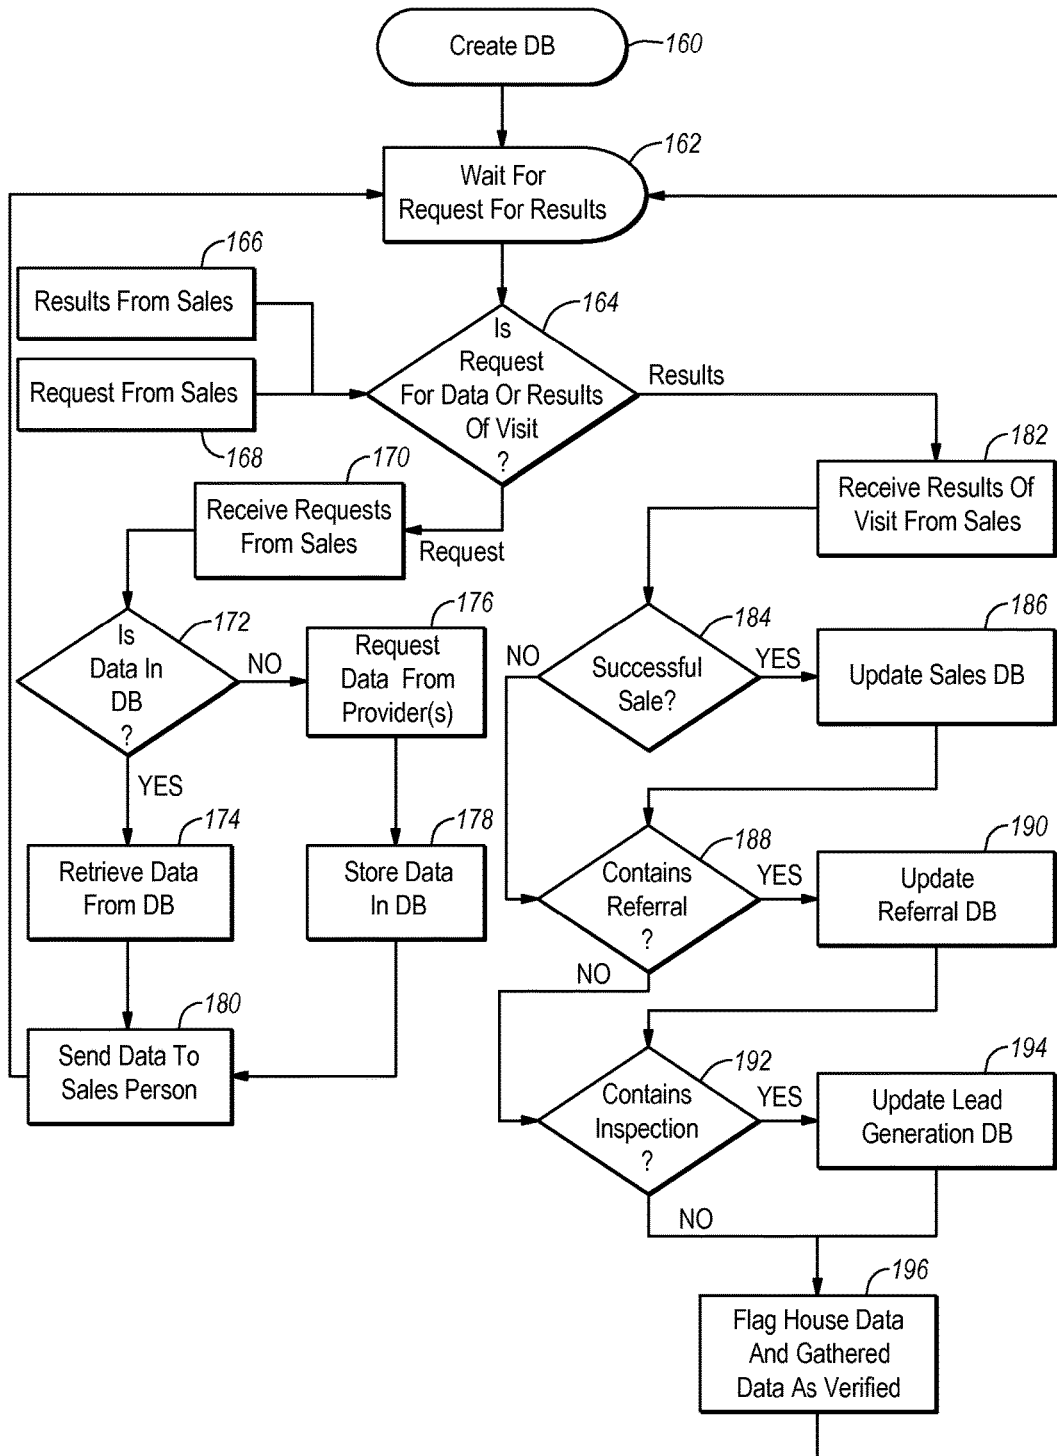 Create DB
160
162
Wait For
Request For Results
166
Results From Sales
164
Is
Request
For Data Or Results
Of Visit
?
Results
Request From Sales
168
170
Receive Requests
From Sales
Request
182
Receive Results Of
Visit From Sales
172
Is
Data In
DB
?
NO
YES
176
Request
Data From
Provider(s)
184
Successful
Sale?
NO
YES
186
Update Sales DB
174
Retrieve Data
From DB
178
Store Data
In DB
188
Contains
Referral
?
YES
NO
190
Update
Referral DB
180
Send Data To
Sales Person
192
Contains
Inspection
?
YES
NO
194
Update Lead
Generation DB
196
Flag House Data
And Gathered
Data As Verified